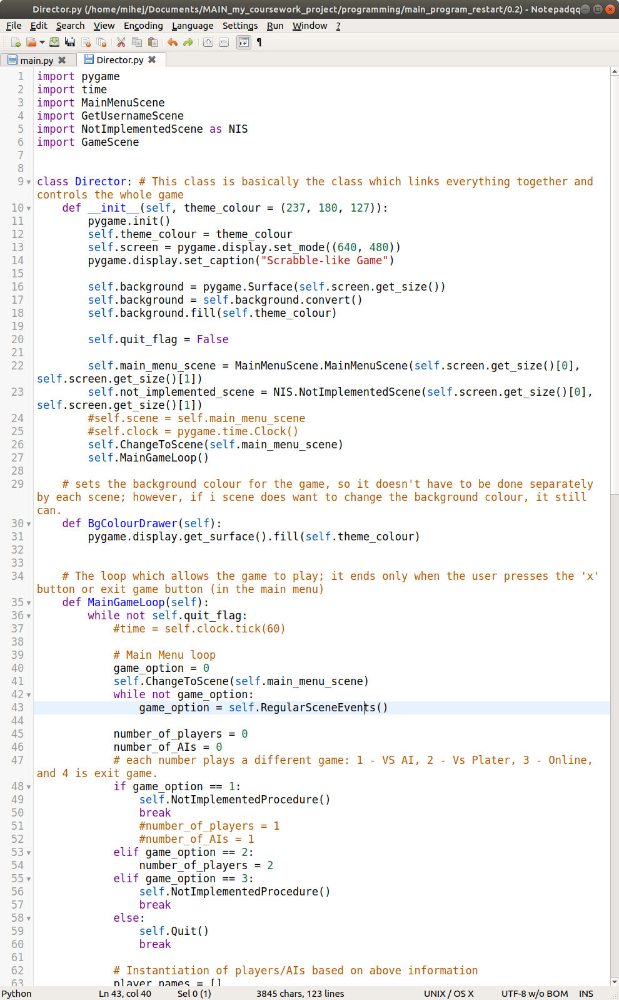 Director.py (/home/mihej/Documents/MAIN_my_coursework_project/programming/main_program_restart/0.2) - Notepadqq
File Edit Search View Encoding Language Settings Run Window ?
main.py Director.py
1 import pygame
2 import time
3 import MainMenuScene
4 import GetUsernameScene
5 import NotImplementedScene as NIS
6 import GameScene
7
8
9 class Director: # This class is basically the class which links everything together and
controls the whole game
10     def __init__(self, theme_colour = (237, 180, 127)):
11         pygame.init()
12         self.theme_colour = theme_colour
13         self.screen = pygame.display.set_mode((640, 480))
14         pygame.display.set_caption("Scrabble-like Game")
15
16         self.background = pygame.Surface(self.screen.get_size())
17         self.background = self.background.convert()
18         self.background.fill(self.theme_colour)
19
20         self.quit_flag = False
21
22         self.main_menu_scene = MainMenuScene.MainMenuScene(self.screen.get_size()[0],
self.screen.get_size()[1])
23         self.not_implemented_scene = NIS.NotImplementedScene(self.screen.get_size()[0],
self.screen.get_size()[1])
24         #self.scene = self.main_menu_scene
25         #self.clock = pygame.time.Clock()
26         self.ChangeToScene(self.main_menu_scene)
27         self.MainGameLoop()
28
29     # sets the background colour for the game, so it doesn't have to be done separately
by each scene; however, if i scene does want to change the background colour, it still
can.
30     def BgColourDrawer(self):
31         pygame.display.get_surface().fill(self.theme_colour)
32
33
34     # The loop which allows the game to play; it ends only when the user presses the 'x'
button or exit game button (in the main menu)
35     def MainGameLoop(self):
36         while not self.quit_flag:
37             #time = self.clock.tick(60)
38
39             # Main Menu loop
40             game_option = 0
41             self.ChangeToScene(self.main_menu_scene)
42             while not game_option:
43                 game_option = self.RegularSceneEvents()
44
45             number_of_players = 0
46             number_of_AIs = 0
47             # each number plays a different game: 1 - VS AI, 2 - Vs Plater, 3 - Online,
and 4 is exit game.
48             if game_option == 1:
49                 self.NotImplementedProcedure()
50                 break
51                 #number_of_players = 1
52                 #number_of_AIs = 1
53             elif game_option == 2:
54                 number_of_players = 2
55             elif game_option == 3:
56                 self.NotImplementedProcedure()
57                 break
58             else:
59                 self.Quit()
60                 break
61
62             # Instantiation of players/AIs based on above information
63             player_names = []
Python Ln 43, col 40 Sel 0 (1) 3845 chars, 123 lines UNIX / OS X UTF-8 w/o BOM INS